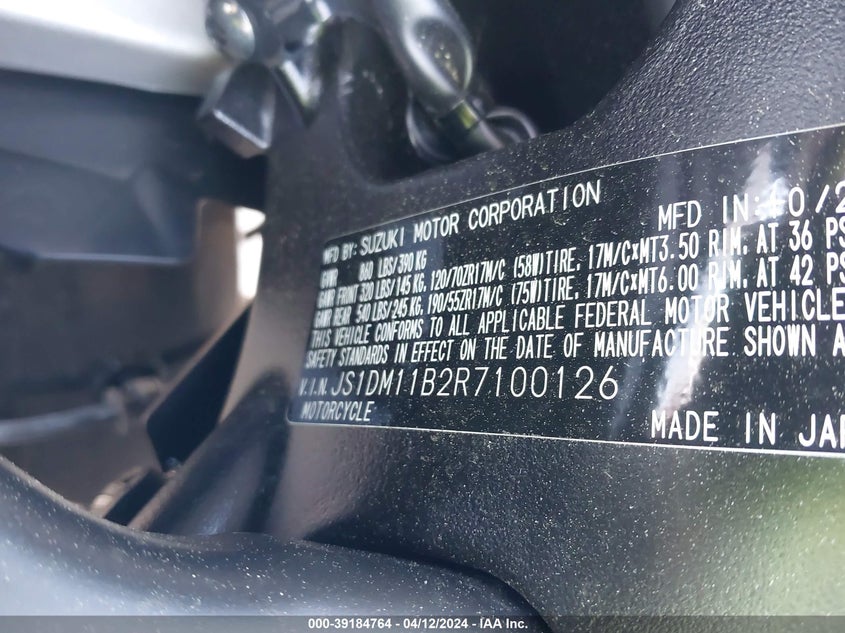 MFD BY: SUZUKI MOTOR CORPORATION MFD IN: 10/2
GVWR 860 LBS/390 KG
GAWR FRONT 320 LBS/145 KG, 120/70ZR17M/C (58W)TIRE, 17M/C×MT3.50 RIM, AT 36 PS
GAWR REAR 540 LBS/245 KG, 190/55ZR17M/C (75W)TIRE, 17M/C×MT6.00 RIM, AT 42 PS
THIS VEHICLE CONFORMS TO ALL APPLICABLE FEDERAL MOTOR VEHICLE
SAFETY STANDARDS IN EFFECT ON THE DATE OF MANUFACTURE SHOWN A
V.I.N. JS1DM11B2R7100126
MOTORCYCLE MADE IN JAP
000-39184764 - 04/12/2024 - IAA Inc.